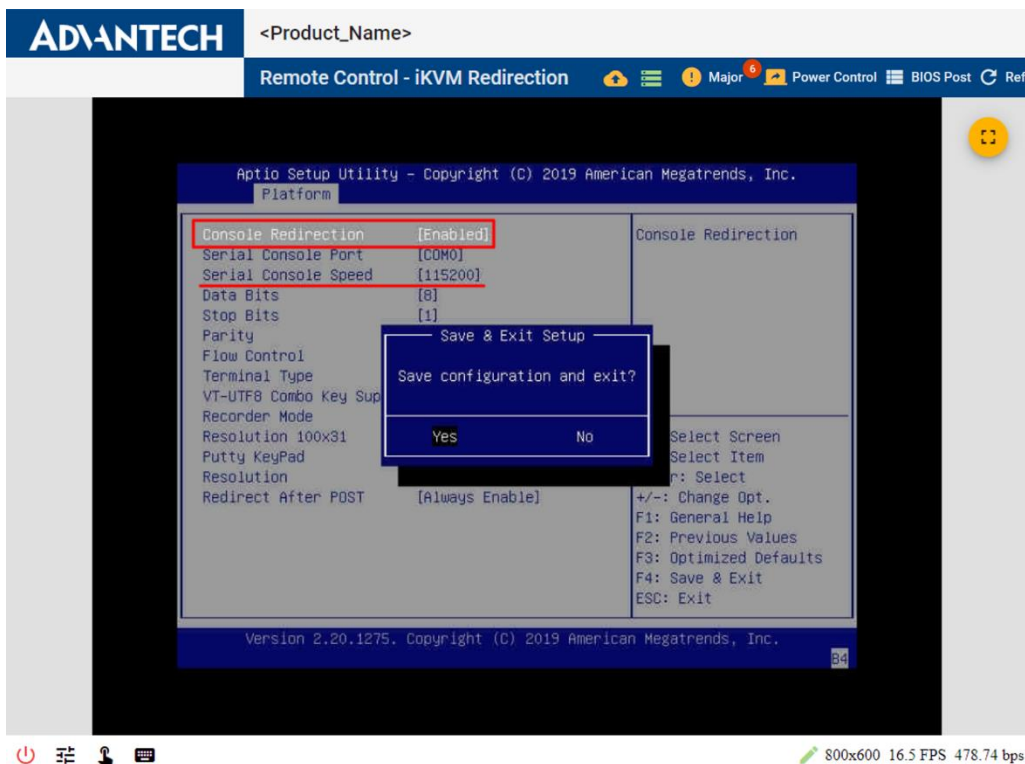 ADVANTECH
<Product_Name>
Remote Control - iKVM Redirection
Major 6
Power Control
BIOS Post
Ref
Aptio Setup Utility – Copyright (C) 2019 American Megatrends, Inc.
Platform
Console Redirection [Enabled]
Console Redirection
Serial Console Port [COM0]
Serial Console Speed [115200]
Data Bits [8]
Stop Bits [1]
Parity
Flow Control
Terminal Type
VT-UTF8 Combo Key Sup
Recorder Mode
Resolution 100x31
Putty KeyPad
Resolution
Redirect After POST [Always Enable]
Save & Exit Setup
Save configuration and exit?
Yes No
Select Screen
Select Item
r: Select
+/-: Change Opt.
F1: General Help
F2: Previous Values
F3: Optimized Defaults
F4: Save & Exit
ESC: Exit
Version 2.20.1275. Copyright (C) 2019 American Megatrends, Inc.
B4
800x600 16.5 FPS 478.74 bps